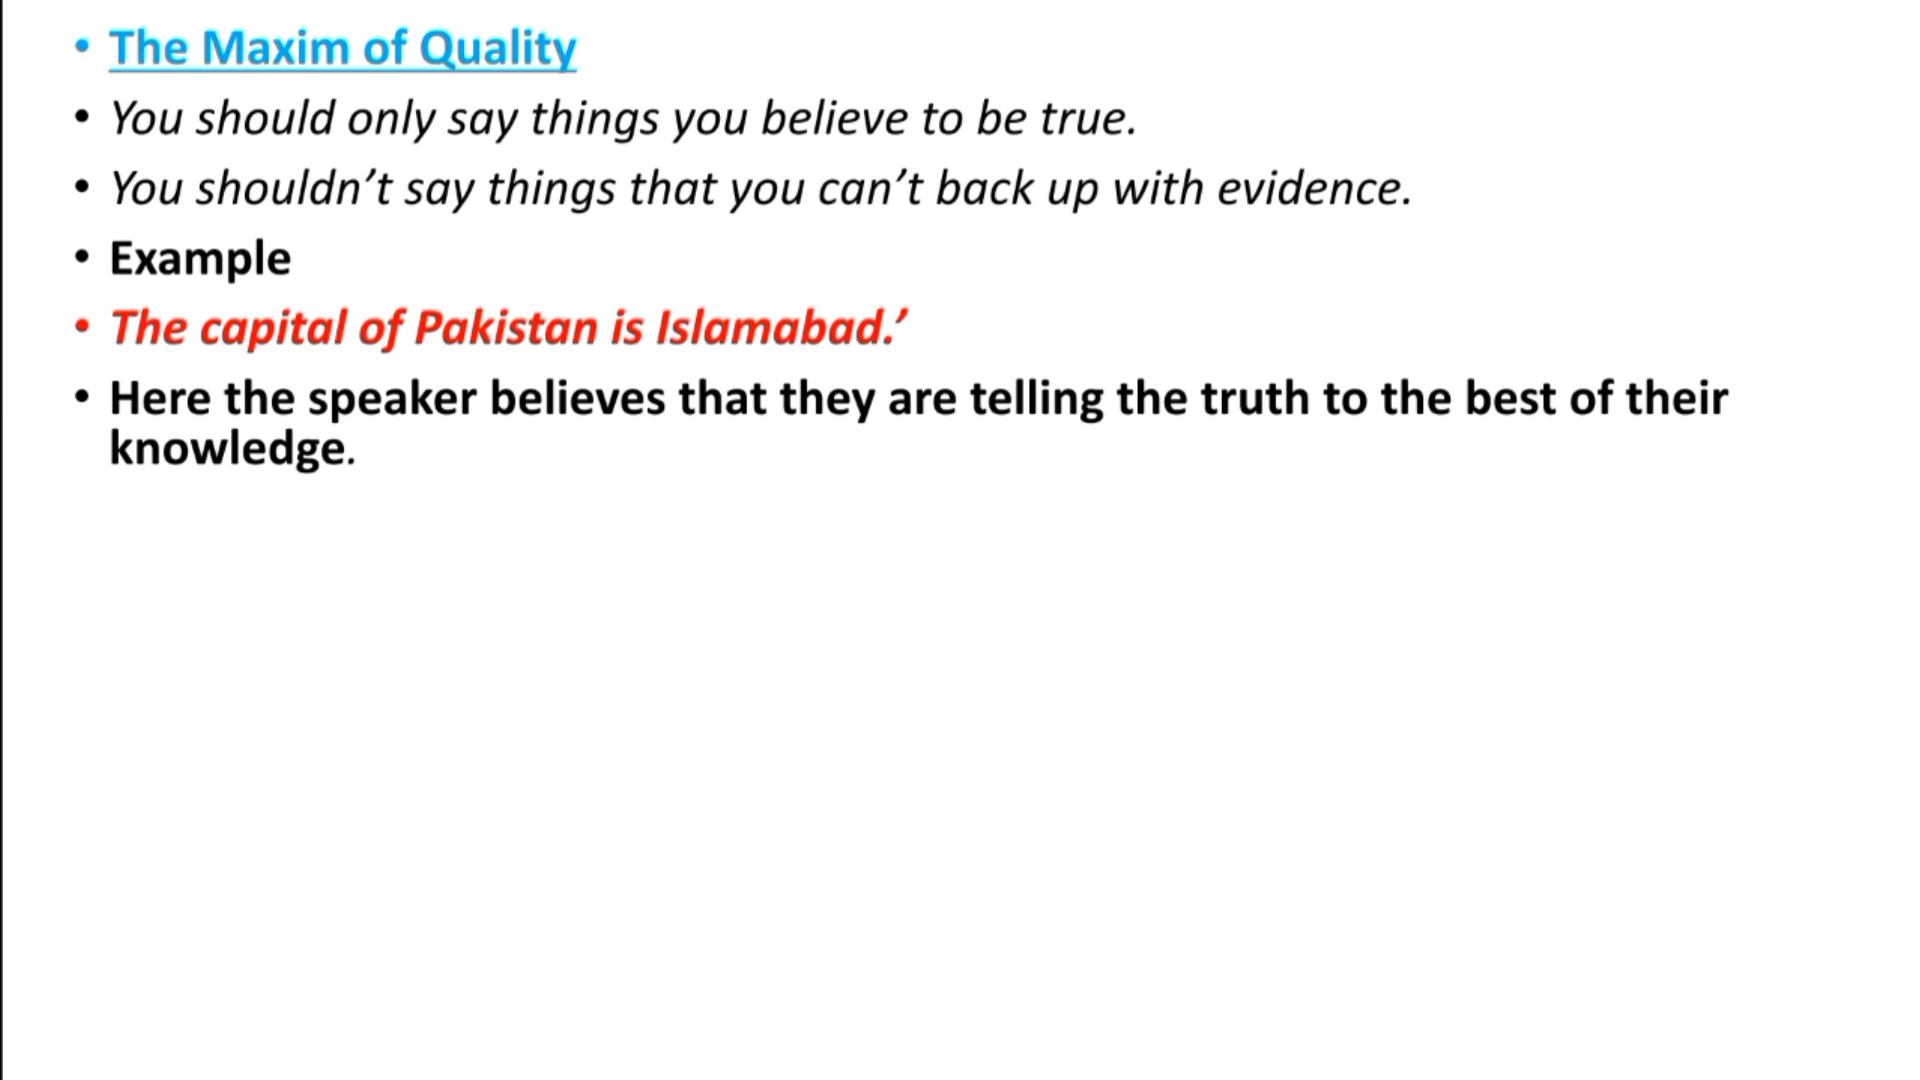 • The Maxim of Quality
• You should only say things you believe to be true.
• You shouldn’t say things that you can’t back up with evidence.
• Example
• The capital of Pakistan is Islamabad.’
• Here the speaker believes that they are telling the truth to the best of their
knowledge.